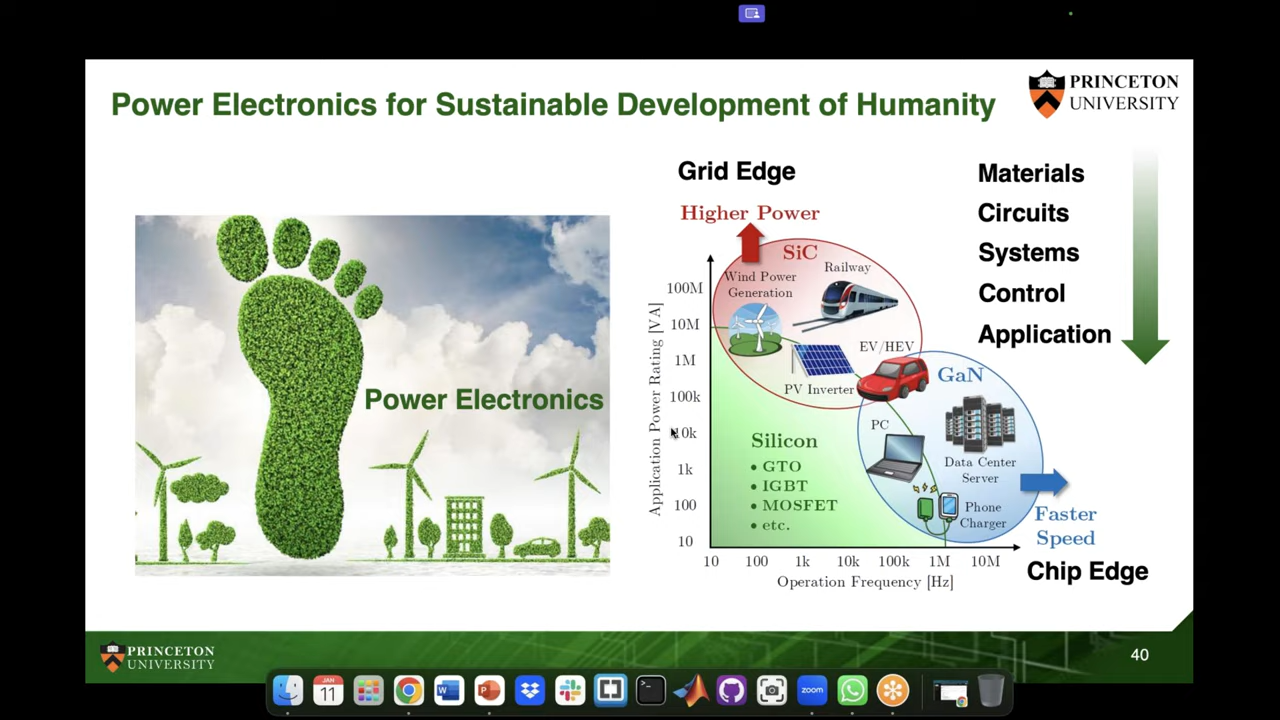 Power Electronics for Sustainable Development of Humanity
PRINCETON
UNIVERSITY
Power Electronics
Grid Edge
Higher Power
SiC
Wind Power
Generation
Railway
EV/HEV
PV Inverter
GaN
PC
Data Center
Server
Phone
Charger
Silicon
• GTO
• IGBT
• MOSFET
• etc.
Application Power Rating [VA]
100M
10M
1M
100k
10k
1k
100
10
10 100 1k 10k 100k 1M 10M
Operation Frequency [Hz]
Faster
Speed
Chip Edge
Materials
Circuits
Systems
Control
Application
PRINCETON
UNIVERSITY
40
JAN
11
zoom